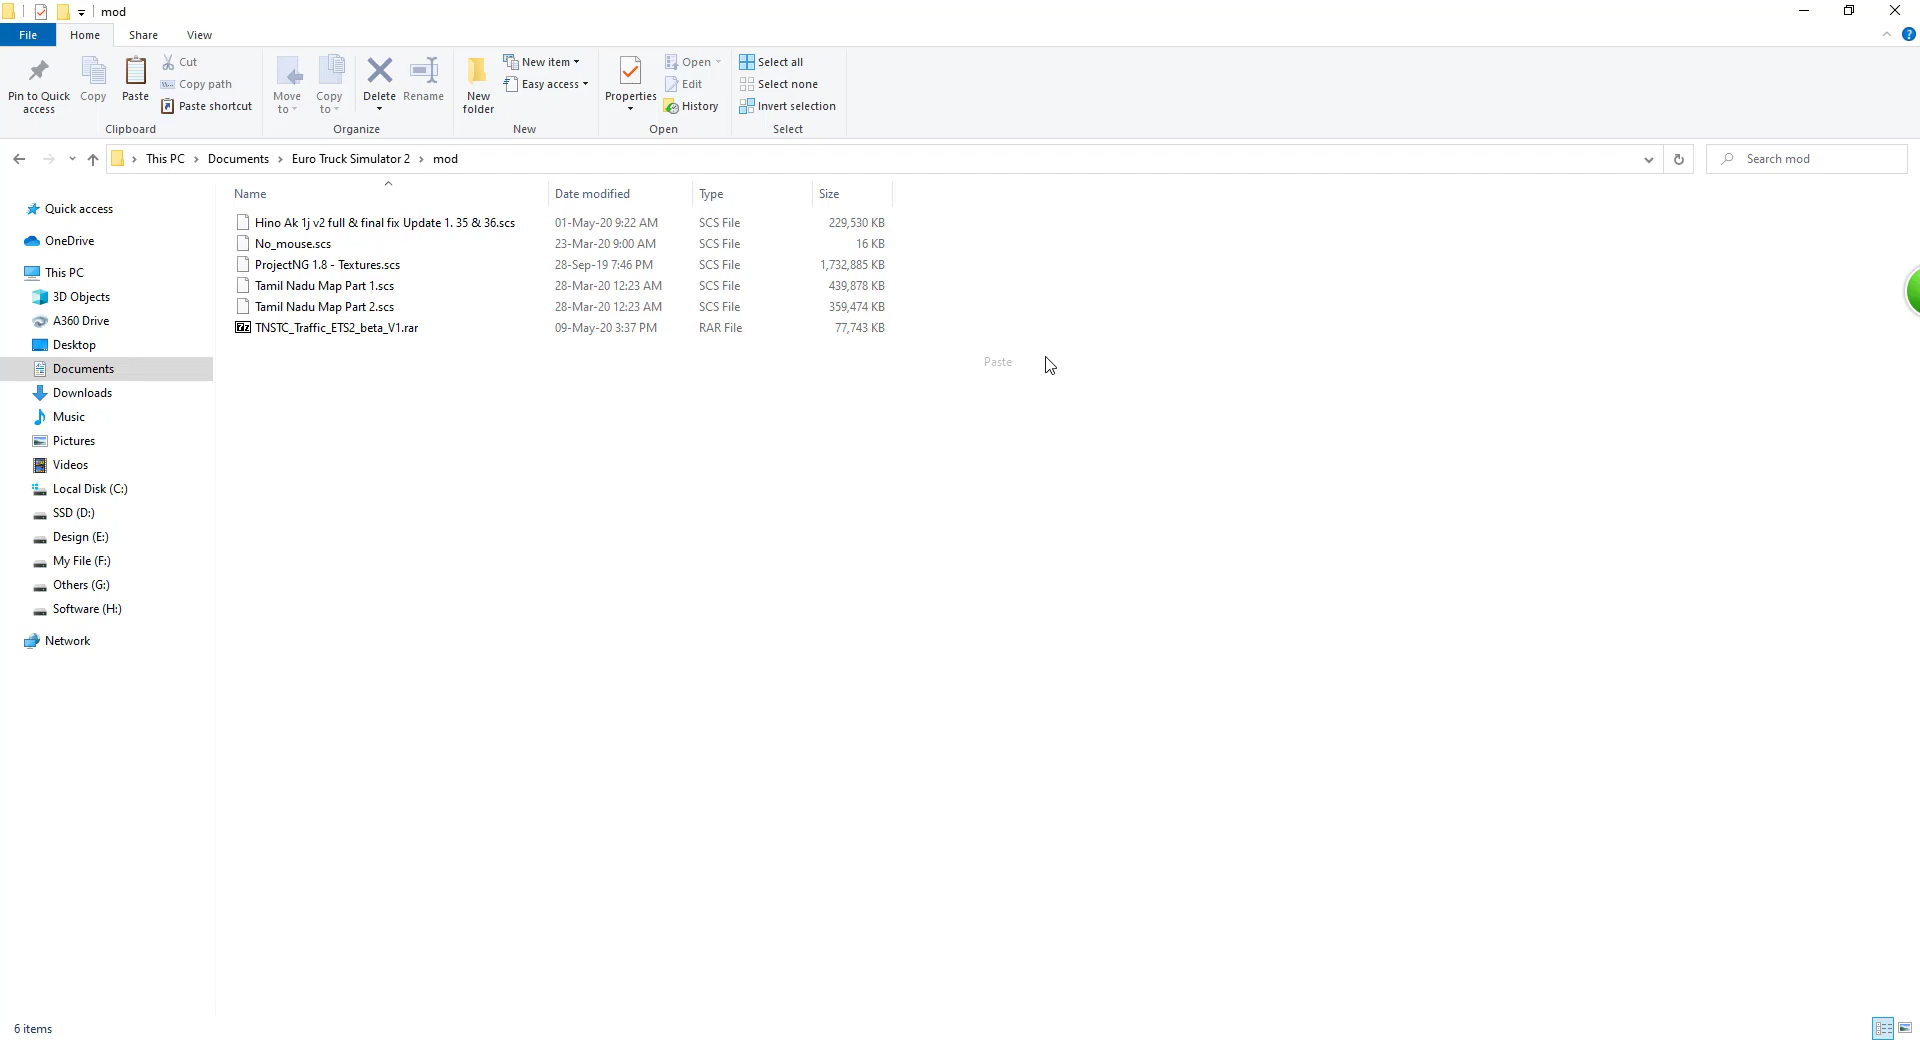 mod
File Home Share View
Pin to Quick access
Copy
Paste
Cut
Copy path
Paste shortcut
Clipboard
Move to
Copy to
Delete
Rename
Organize
New folder
New item
Easy access
New
Properties
Open
Edit
History
Open
Select all
Select none
Invert selection
Select
This PC › Documents › Euro Truck Simulator 2 › mod
Search mod
Quick access
OneDrive
This PC
3D Objects
A360 Drive
Desktop
Documents
Downloads
Music
Pictures
Videos
Local Disk (C:)
SSD (D:)
Design (E:)
My File (F:)
Others (G:)
Software (H:)
Network
Name Date modified Type Size
Hino Ak 1j v2 full & final fix Update 1. 35 & 36.scs 01-May-20 9:22 AM SCS File 229,530 KB
No_mouse.scs 23-Mar-20 9:00 AM SCS File 16 KB
ProjectNG 1.8 - Textures.scs 28-Sep-19 7:46 PM SCS File 1,732,885 KB
Tamil Nadu Map Part 1.scs 28-Mar-20 12:23 AM SCS File 439,878 KB
Tamil Nadu Map Part 2.scs 28-Mar-20 12:23 AM SCS File 359,474 KB
TNSTC_Traffic_ETS2_beta_V1.rar 09-May-20 3:37 PM RAR File 77,743 KB
Paste
6 items